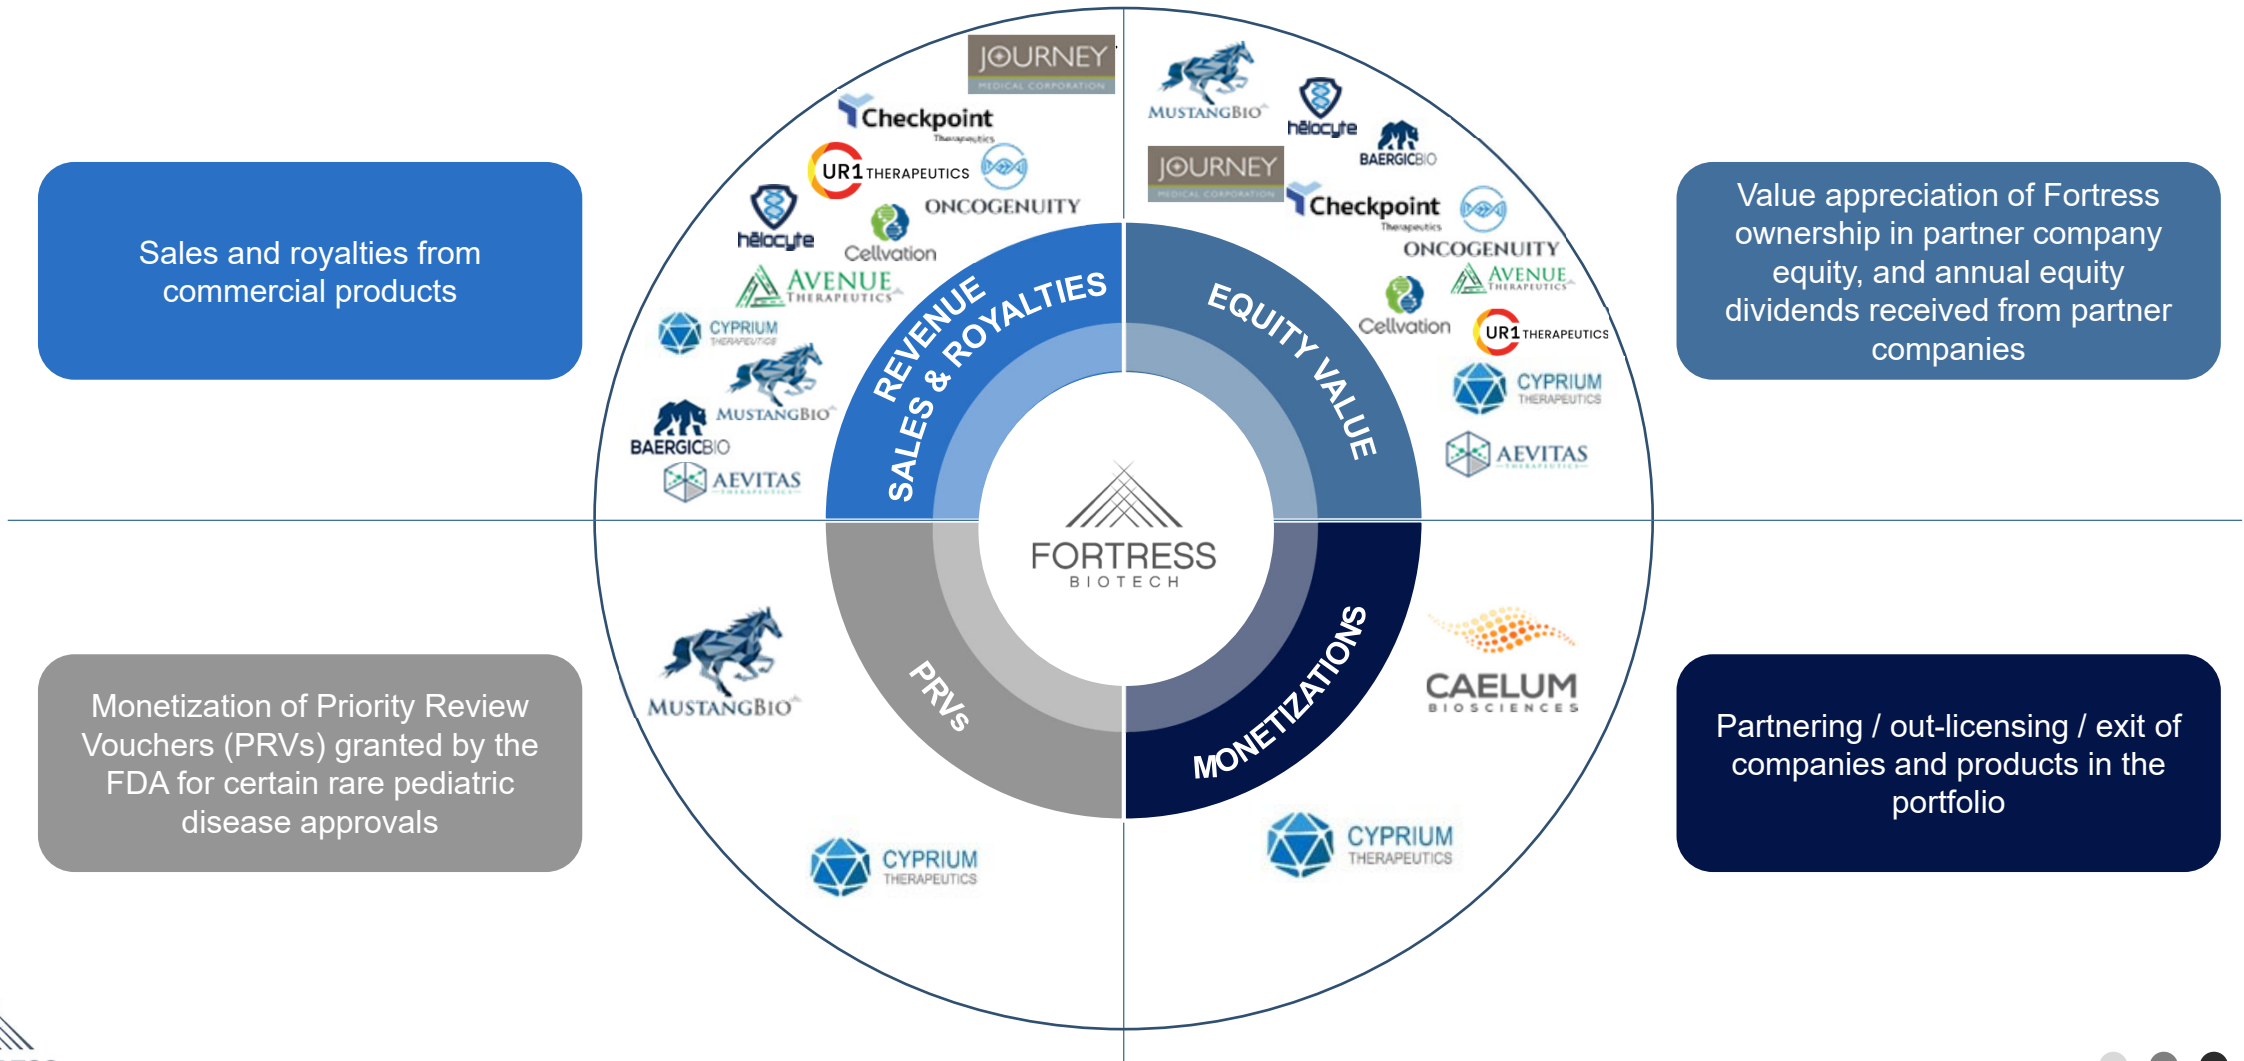 Sales and royalties from
commercial products
JOURNEY
MEDICAL CORPORATION
Checkpoint
Therapeutics
UR1 THERAPEUTICS
ONCOGENUITY
hēlocyte
Cellvation
AVENUE
THERAPEUTICS
CYPRIUM
THERAPEUTICS
MUSTANGBIO
BAERGICBIO
AEVITAS
THERAPEUTICS
REVENUE
SALES & ROYALTIES
MUSTANGBIO
hēlocyte
BAERGICBIO
JOURNEY
MEDICAL CORPORATION
Checkpoint
Therapeutics
ONCOGENUITY
AVENUE
THERAPEUTICS
Cellvation
UR1 THERAPEUTICS
CYPRIUM
THERAPEUTICS
AEVITAS
THERAPEUTICS
EQUITY VALUE
Value appreciation of Fortress
ownership in partner company
equity, and annual equity
dividends received from partner
companies
FORTRESS
BIOTECH
Monetization of Priority Review
Vouchers (PRVs) granted by the
FDA for certain rare pediatric
disease approvals
MUSTANGBIO
CYPRIUM
THERAPEUTICS
PRVs
MONETIZATIONS
CAELUM
BIOSCIENCES
CYPRIUM
THERAPEUTICS
Partnering / out-licensing / exit of
companies and products in the
portfolio